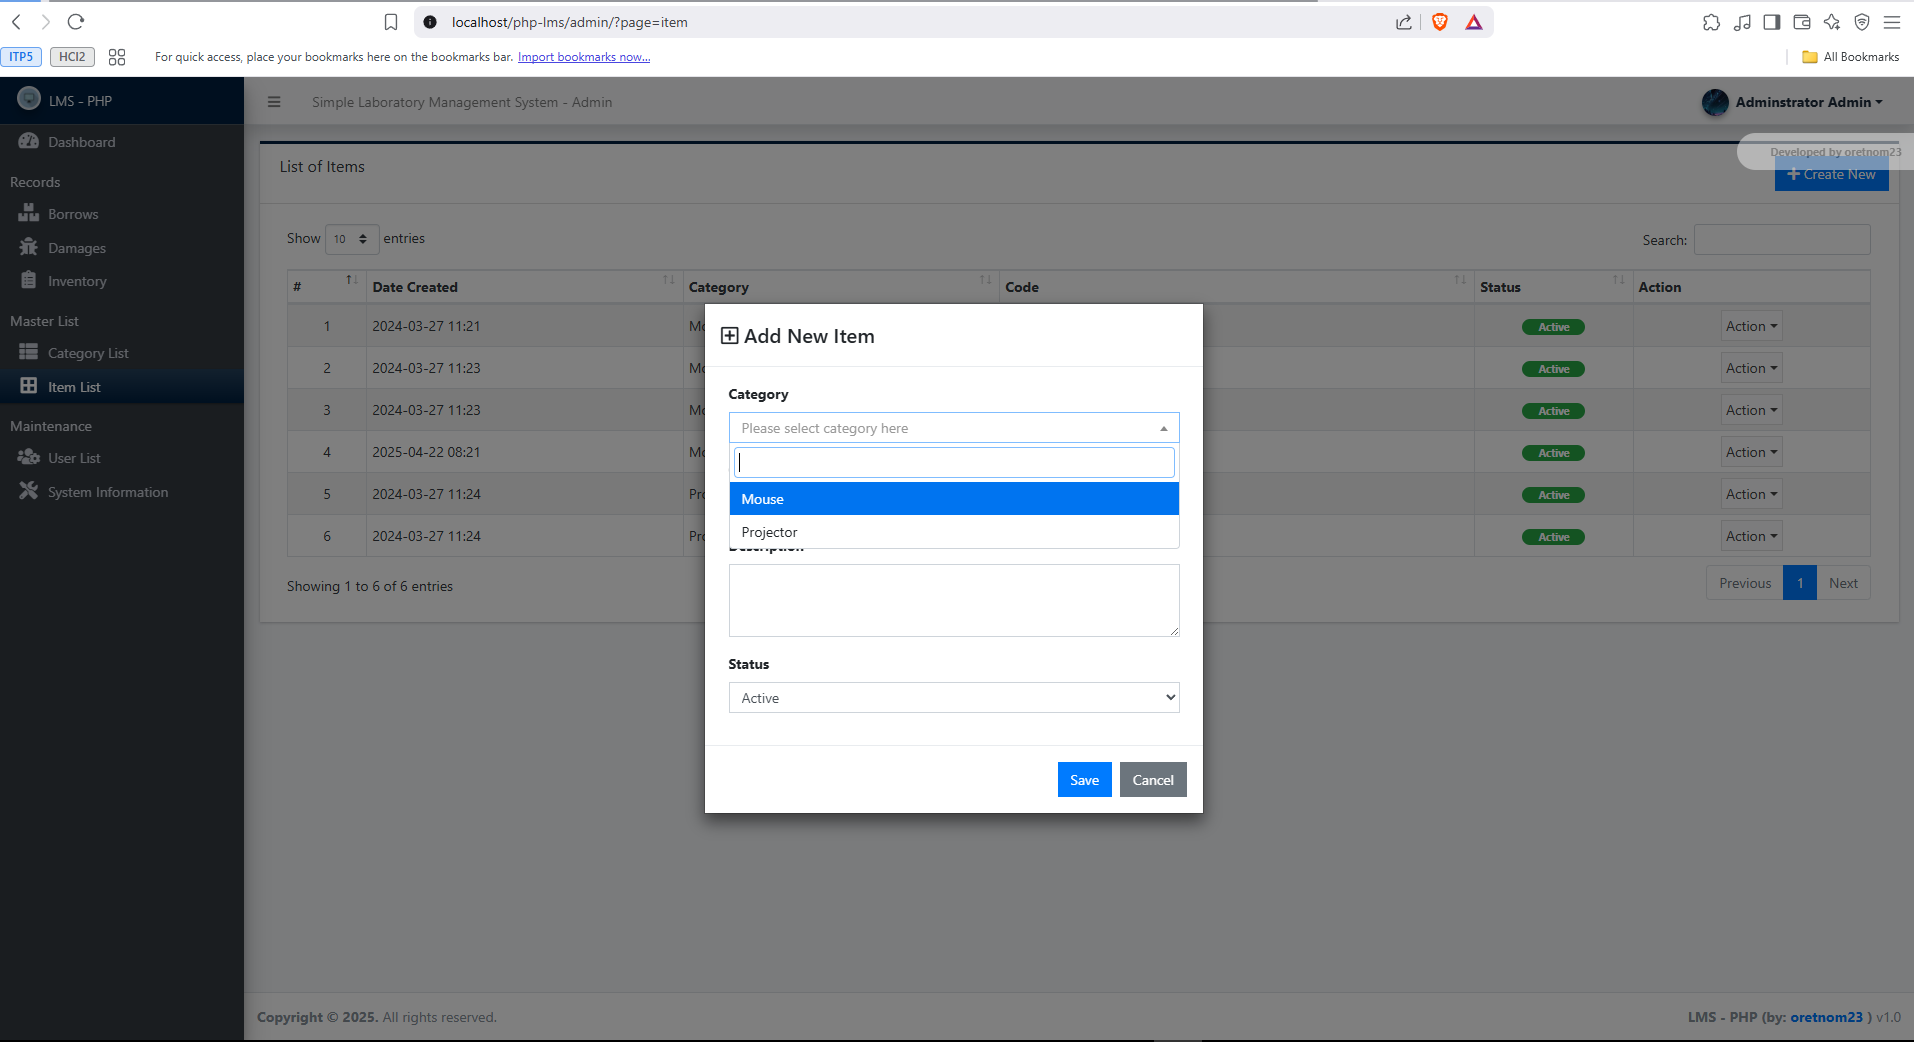 localhost/php-lms/admin/?page=item
ITP5 HCI2 For quick access, place your bookmarks here on the bookmarks bar. Import bookmarks now... All Bookmarks
LMS - PHP
Simple Laboratory Management System - Admin
Adminstrator Admin
Dashboard
Records
Borrows
Damages
Inventory
Master List
Category List
Item List
Maintenance
User List
System Information
Developed by oretnom23
List of Items
Create New
Show 10 entries
Search:
# Date Created Category Code Status Action
1 2024-03-27 11:21 Mo Active Action
2 2024-03-27 11:23 Mo Active Action
3 2024-03-27 11:23 Mo Active Action
4 2025-04-22 08:21 Mo Active Action
5 2024-03-27 11:24 Pro Active Action
6 2024-03-27 11:24 Pro Active Action
Showing 1 to 6 of 6 entries
Previous 1 Next
Add New Item
Category
Please select category here
Mouse
Projector
Description
Status
Active
Save Cancel
Copyright © 2025. All rights reserved.
LMS - PHP (by: oretnom23 ) v1.0